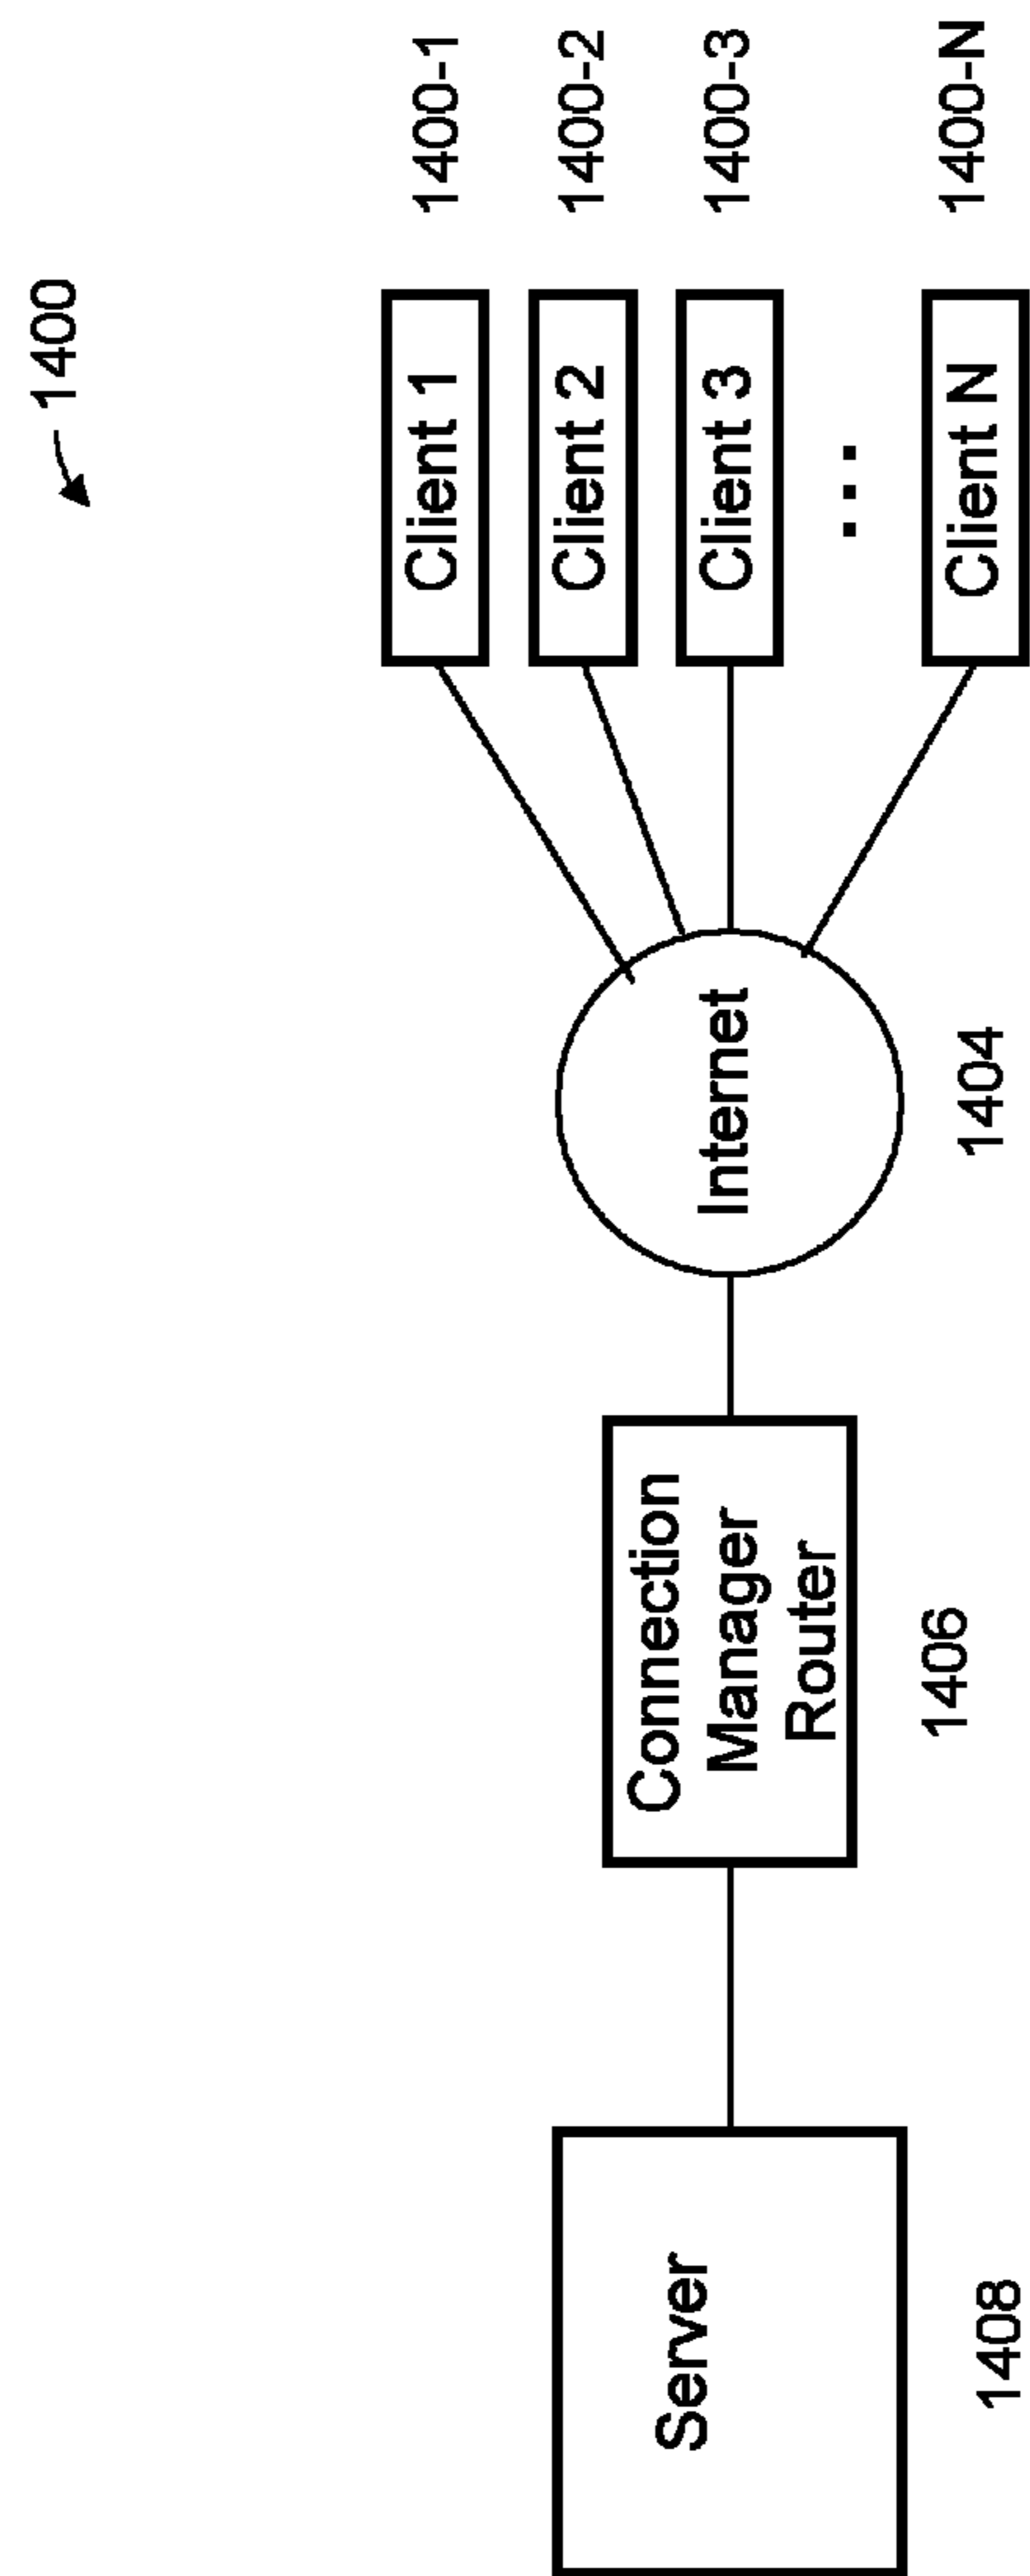 1400
Client 1
1400-1
Client 2
1400-2
Client 3
1400-3
...
Client N
1400-N
Internet
1404
Connection
Manager
Router
1406
Server
1408